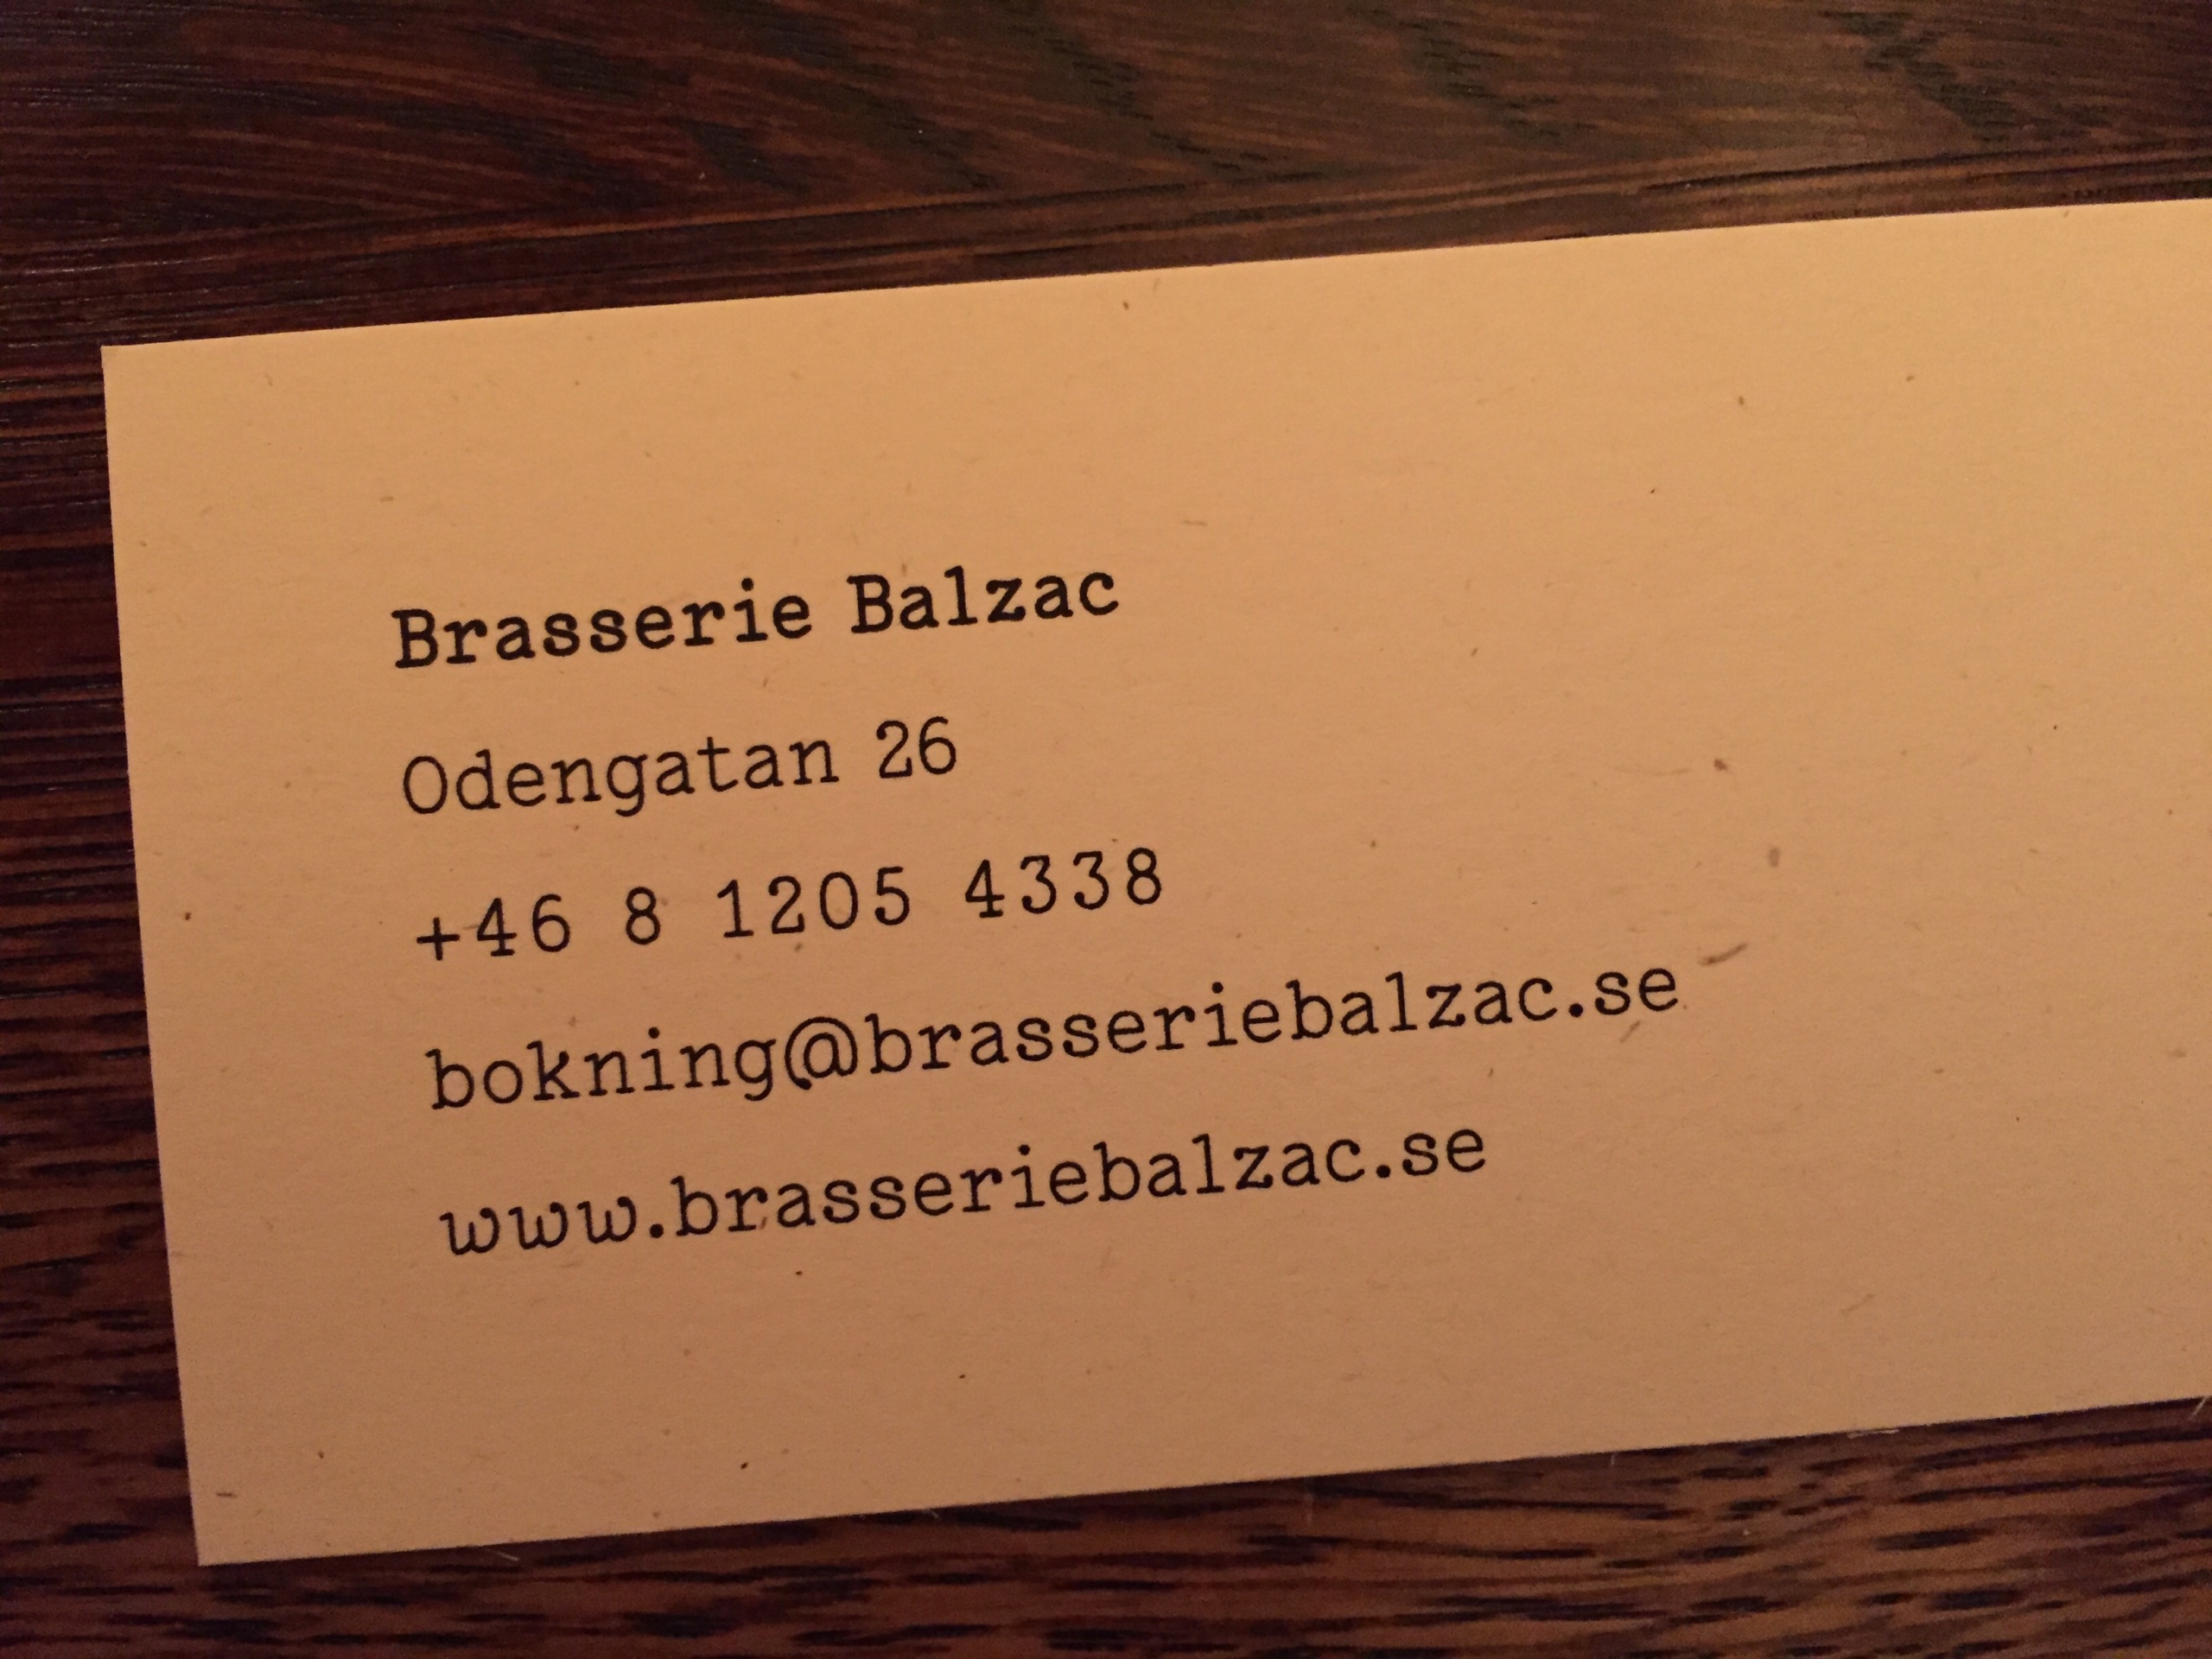 Brasserie Balzac
Odengatan 26
+46 8 1205 4338
bokning@brasseriebalzac.se
www.brasseriebalzac.se